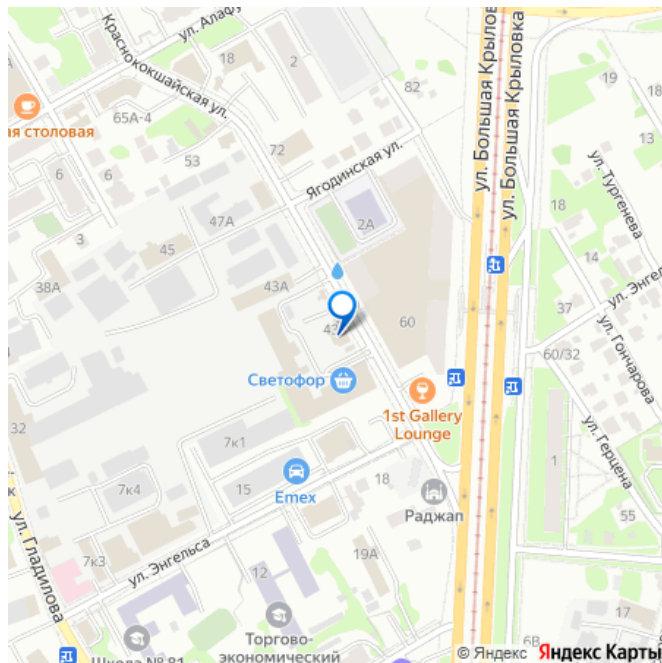 ул. Алафу
Краснококшайская ул.
18
2
82
ая столовая
65А-4
72
53
6
6
Ягодинская ул.
ул. Большая Крыловка
ул. Большая Крыловка
19
18
13
ул. Тургенева
47А
2А
3
45
14
38А
43А
37
ул. Энгель
60
60/32
ул. Гончарова
Светофор
1st Gallery
Lounge
ул. Герцена
32
7к1
7к4
15
Emex
18
Раджап
1
55
ул. Гладилова
7к3
ул. Энгельса
19А
12
17
Торгово-
экономический
Школа № 81
6В
© Яндекс Яндекс Карты